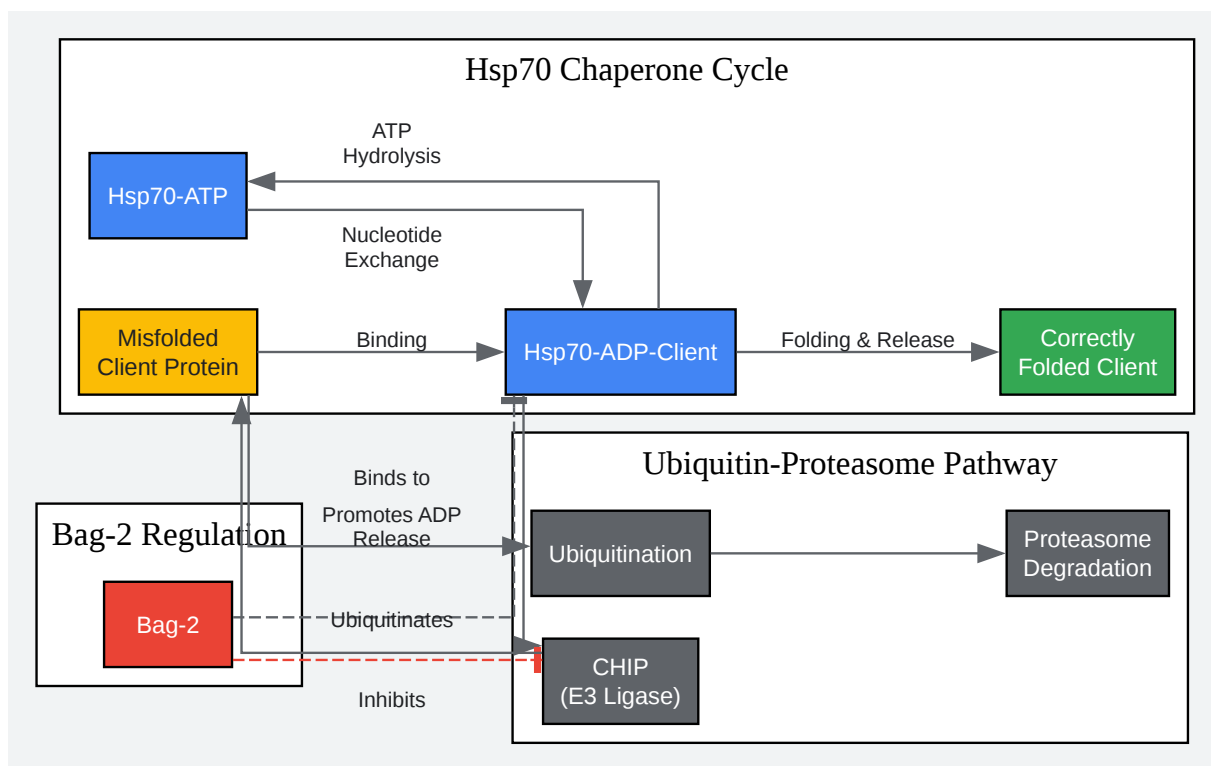 Hsp70 Chaperone Cycle
ATP
Hydrolysis
Hsp70-ATP
Nucleotide
Exchange
Misfolded
Client Protein
Binding
Hsp70-ADP-Client
Folding & Release
Correctly
Folded Client
Ubiquitin-Proteasome Pathway
Binds to
Promotes ADP
Release
Bag-2 Regulation
Ubiquitination
Proteasome
Degradation
Bag-2
Ubiquitinates
CHIP
(E3 Ligase)
Inhibits